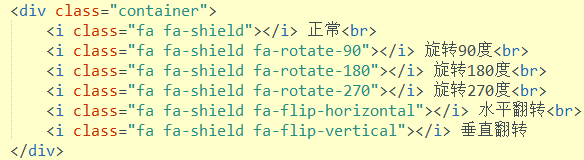 <div class="container">
    <i class="fa fa-shield"></i> 正常<br>
    <i class="fa fa-shield fa-rotate-90"></i> 旋转90度<br>
    <i class="fa fa-shield fa-rotate-180"></i> 旋转180度<br>
    <i class="fa fa-shield fa-rotate-270"></i> 旋转270度<br>
    <i class="fa fa-shield fa-flip-horizontal"></i> 水平翻转<br>
    <i class="fa fa-shield fa-flip-vertical"></i> 垂直翻转
</div>